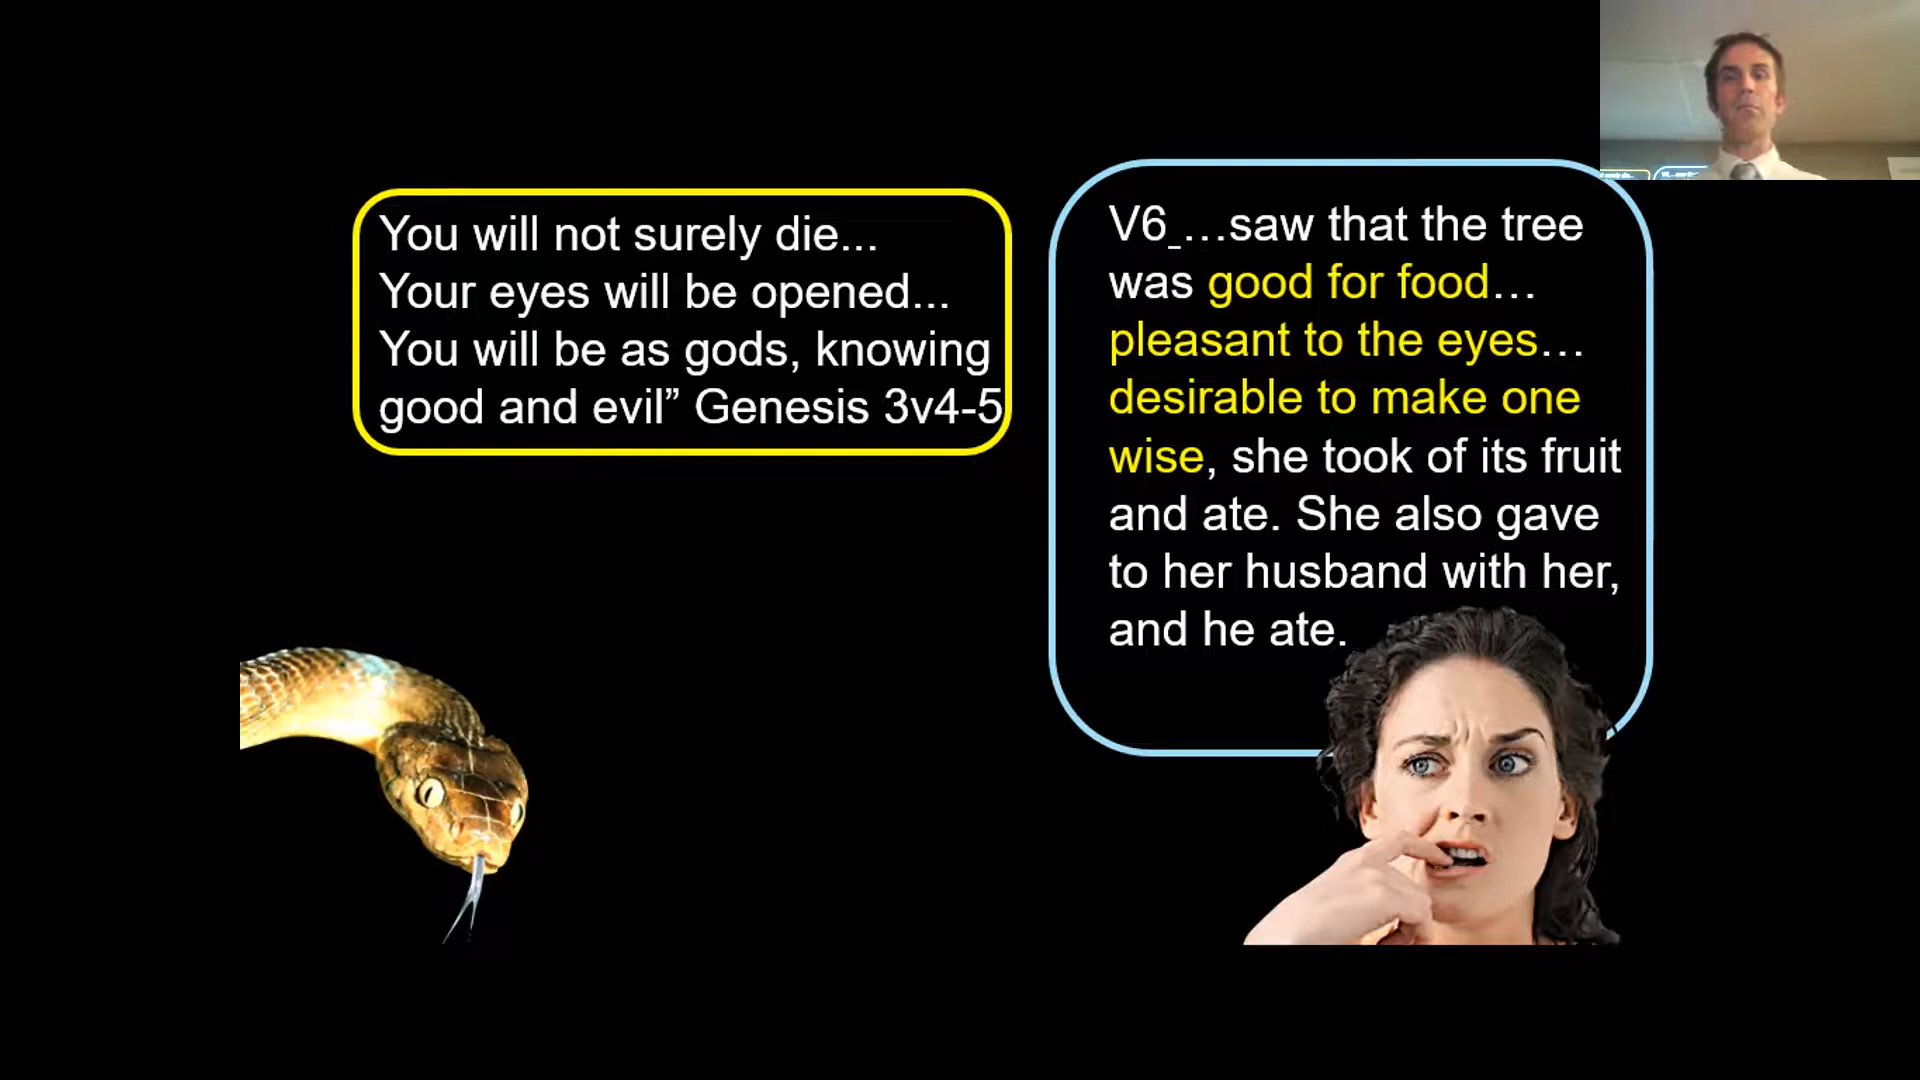 You will not surely die...
Your eyes will be opened...
You will be as gods, knowing
good and evil” Genesis 3v4-5
V6 …saw that the tree
was good for food…
pleasant to the eyes…
desirable to make one
wise, she took of its fruit
and ate. She also gave
to her husband with her,
and he ate.